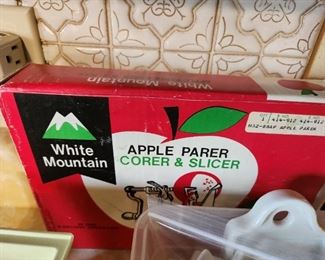 White Mountain
White
Mountain
APPLE PARER
CORER & SLICER
APPLE PARER